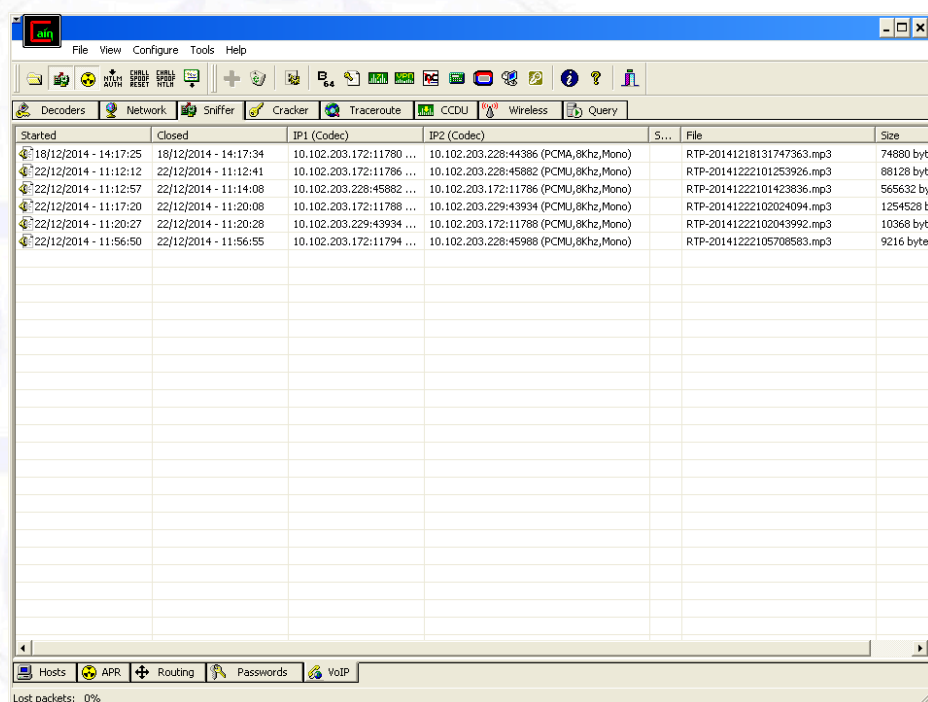 Caín
File View Configure Tools Help
NTLM AUTH CHALL SPOOF RESET CHALL SPOOF NTLM B64
Decoders Network Sniffer Cracker Traceroute CCDU Wireless Query
Started Closed IP1 (Codec) IP2 (Codec) S... File Size
18/12/2014 - 14:17:25 18/12/2014 - 14:17:34 10.102.203.172:11780 ... 10.102.203.228:44386 (PCMA,8Khz,Mono) RTP-20141218131747363.mp3 74880 byt
22/12/2014 - 11:12:12 22/12/2014 - 11:12:41 10.102.203.172:11786 ... 10.102.203.228:45882 (PCMU,8Khz,Mono) RTP-20141222101253926.mp3 88128 byt
22/12/2014 - 11:12:57 22/12/2014 - 11:14:08 10.102.203.228:45882 ... 10.102.203.172:11786 (PCMU,8Khz,Mono) RTP-20141222101423836.mp3 565632 by
22/12/2014 - 11:17:20 22/12/2014 - 11:20:08 10.102.203.172:11788 ... 10.102.203.229:43934 (PCMU,8Khz,Mono) RTP-20141222102024094.mp3 1254528 b
22/12/2014 - 11:20:27 22/12/2014 - 11:20:28 10.102.203.229:43934 ... 10.102.203.172:11788 (PCMU,8Khz,Mono) RTP-20141222102043992.mp3 10368 byt
22/12/2014 - 11:56:50 22/12/2014 - 11:56:55 10.102.203.172:11794 ... 10.102.203.228:45988 (PCMU,8Khz,Mono) RTP-20141222105708583.mp3 9216 byte
Hosts APR Routing Passwords VoIP
Lost packets: 0%